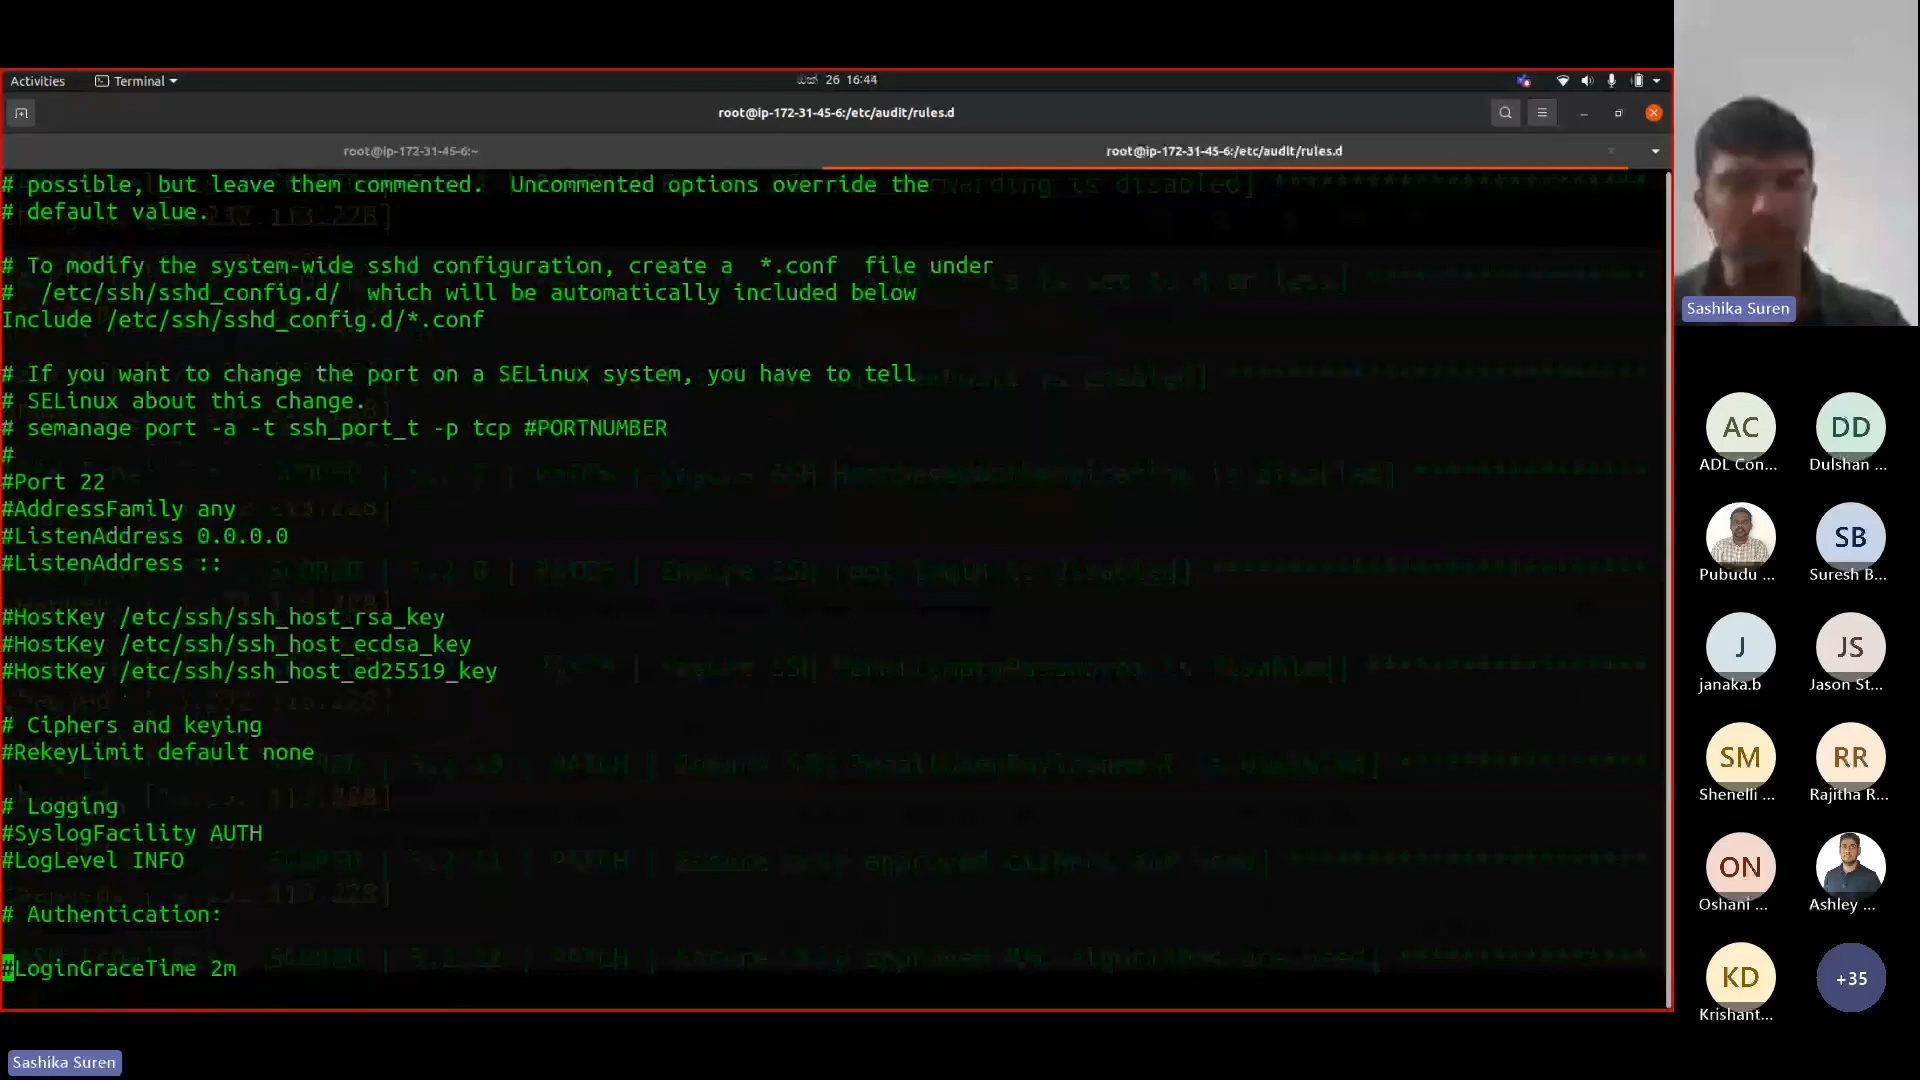 Activities
Terminal
ඔක් 26 16:44
root@ip-172-31-45-6:/etc/audit/rules.d
root@ip-172-31-45-6:~
root@ip-172-31-45-6:/etc/audit/rules.d
# possible, but leave them commented.  Uncommented options override the
# default value.
# To modify the system-wide sshd configuration, create a  *.conf  file under
#  /etc/ssh/sshd_config.d/  which will be automatically included below
Include /etc/ssh/sshd_config.d/*.conf
# If you want to change the port on a SELinux system, you have to tell
# SELinux about this change.
# semanage port -a -t ssh_port_t -p tcp #PORTNUMBER
#
#Port 22
#AddressFamily any
#ListenAddress 0.0.0.0
#ListenAddress ::
#HostKey /etc/ssh/ssh_host_rsa_key
#HostKey /etc/ssh/ssh_host_ecdsa_key
#HostKey /etc/ssh/ssh_host_ed25519_key
# Ciphers and keying
#RekeyLimit default none
# Logging
#SyslogFacility AUTH
#LogLevel INFO
# Authentication:
#LoginGraceTime 2m
Sashika Suren
Sashika Suren
AC
DD
ADL Con...
Dulshan ...
SB
Pubudu ...
Suresh B...
J
JS
janaka.b
Jason St...
SM
RR
Shenelli ...
Rajitha R...
ON
Oshani ...
Ashley ...
KD
+35
Krishant...